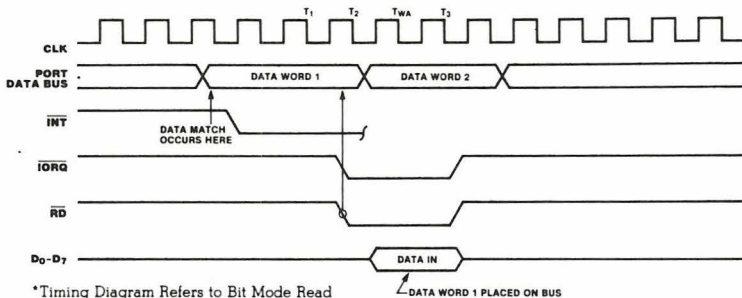 T1 T2 TWA T3
CLK
PORT DATA BUS
DATA WORD 1 DATA WORD 2
INT
DATA MATCH
OCCURS HERE
IORQ
RD
D0-D7
DATA IN
*Timing Diagram Refers to Bit Mode Read
DATA WORD 1 PLACED ON BUS